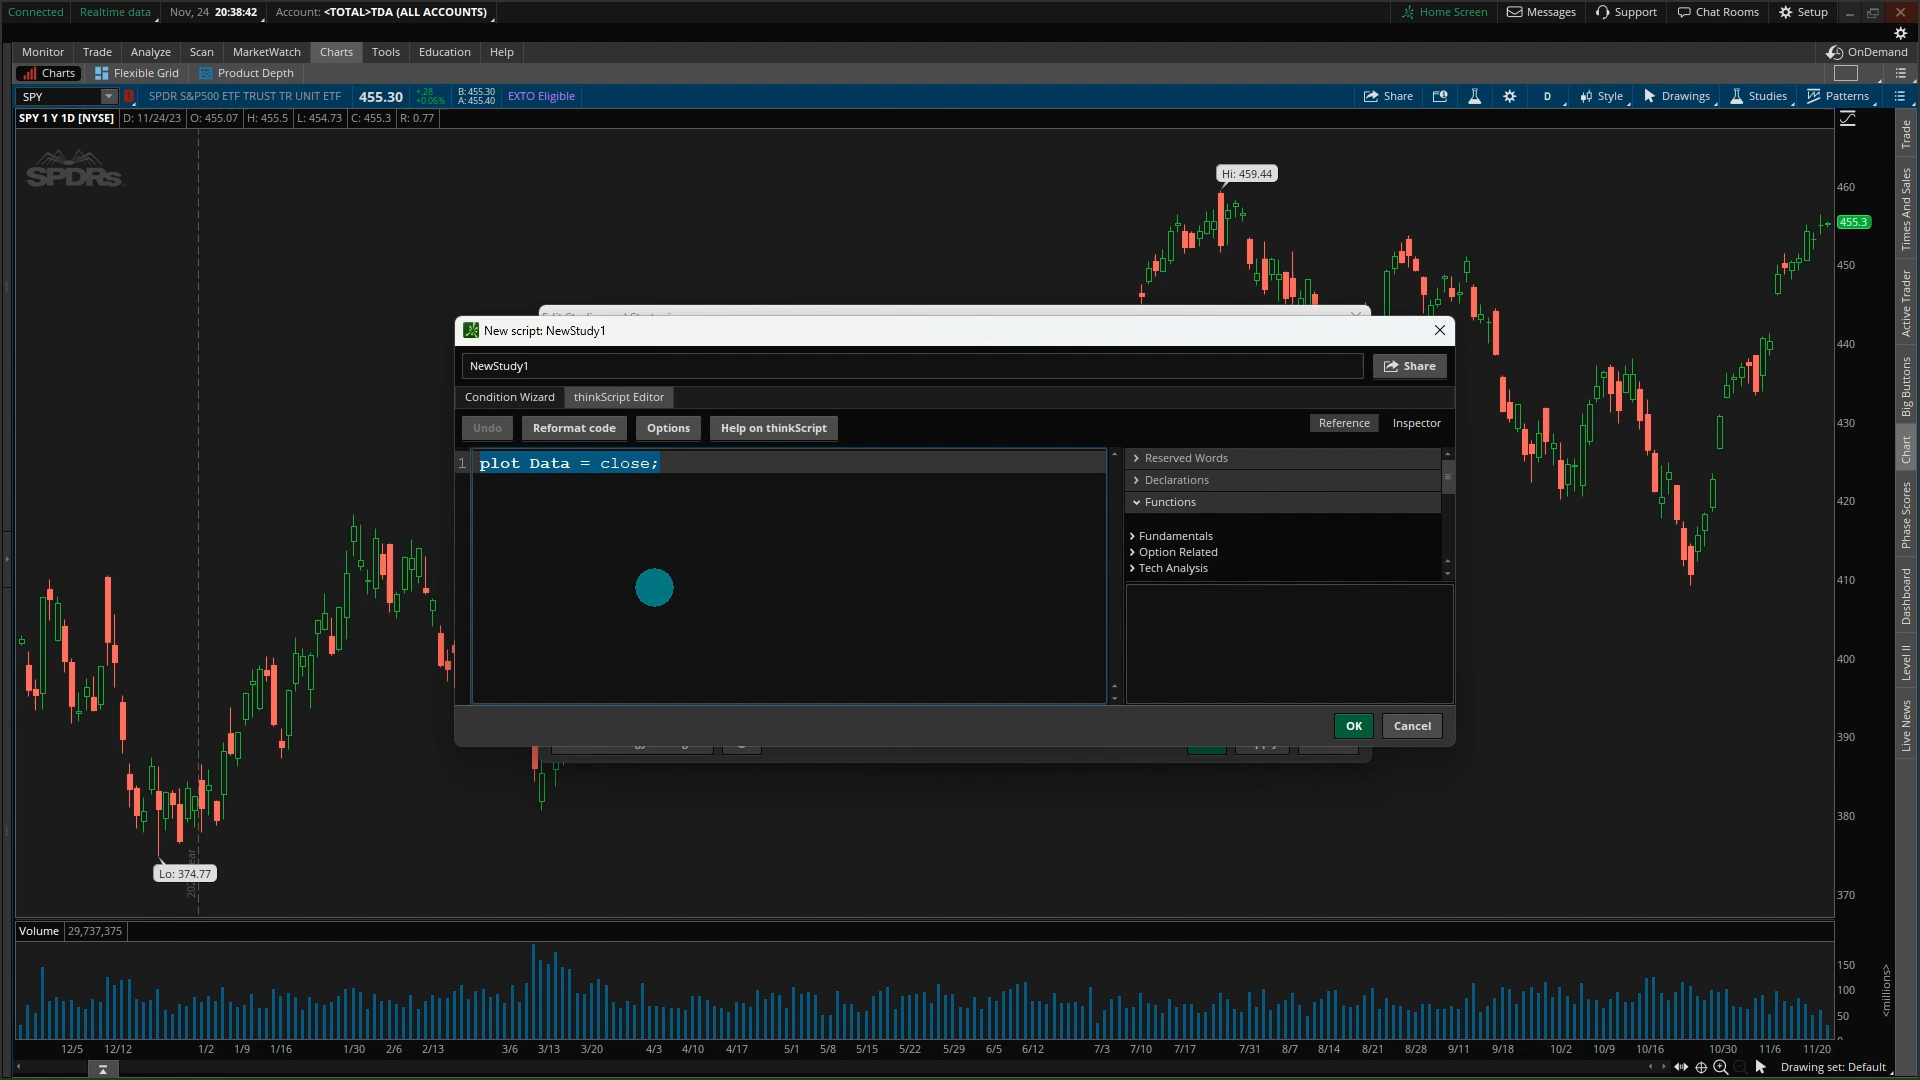 Connected Realtime data Nov, 24 20:38:42 Account: <TOTAL>TDA (ALL ACCOUNTS) Home Screen Messages Support Chat Rooms Setup
Monitor Trade Analyze Scan MarketWatch Charts Tools Education Help OnDemand
Charts Flexible Grid Product Depth
SPY SPDR S&P500 ETF TRUST TR UNIT ETF 455.30 +.28 +0.06% B: 455.30 A: 455.40 EXTO Eligible Share D Style Drawings Studies Patterns
SPY 1 Y 1D [NYSE] D: 11/24/23 O: 455.07 H: 455.5 L: 454.73 C: 455.3 R: 0.77
SPDRs
Hi: 459.44
Lo: 374.77
460
455.3
450
440
430
420
410
400
390
380
370
New script: NewStudy1
NewStudy1 Share
Condition Wizard thinkScript Editor
Undo Reformat code Options Help on thinkScript Reference Inspector
1 plot Data = close;
Reserved Words
Declarations
Functions
Fundamentals
Option Related
Tech Analysis
OK Cancel
Trade
Times And Sales
Active Trader
Big Buttons
Chart
Phase Scores
Dashboard
Level II
Live News
Volume 29,737,375
150
100
50
<millions>
12/5 12/12 1/2 1/9 1/16 1/30 2/6 2/13 3/6 3/13 3/20 4/3 4/10 4/17 5/1 5/8 5/15 5/22 5/29 6/5 6/12 7/3 7/10 7/17 7/31 8/7 8/14 8/21 8/28 9/11 9/18 10/2 10/9 10/16 10/30 11/6 11/20
Drawing set: Default